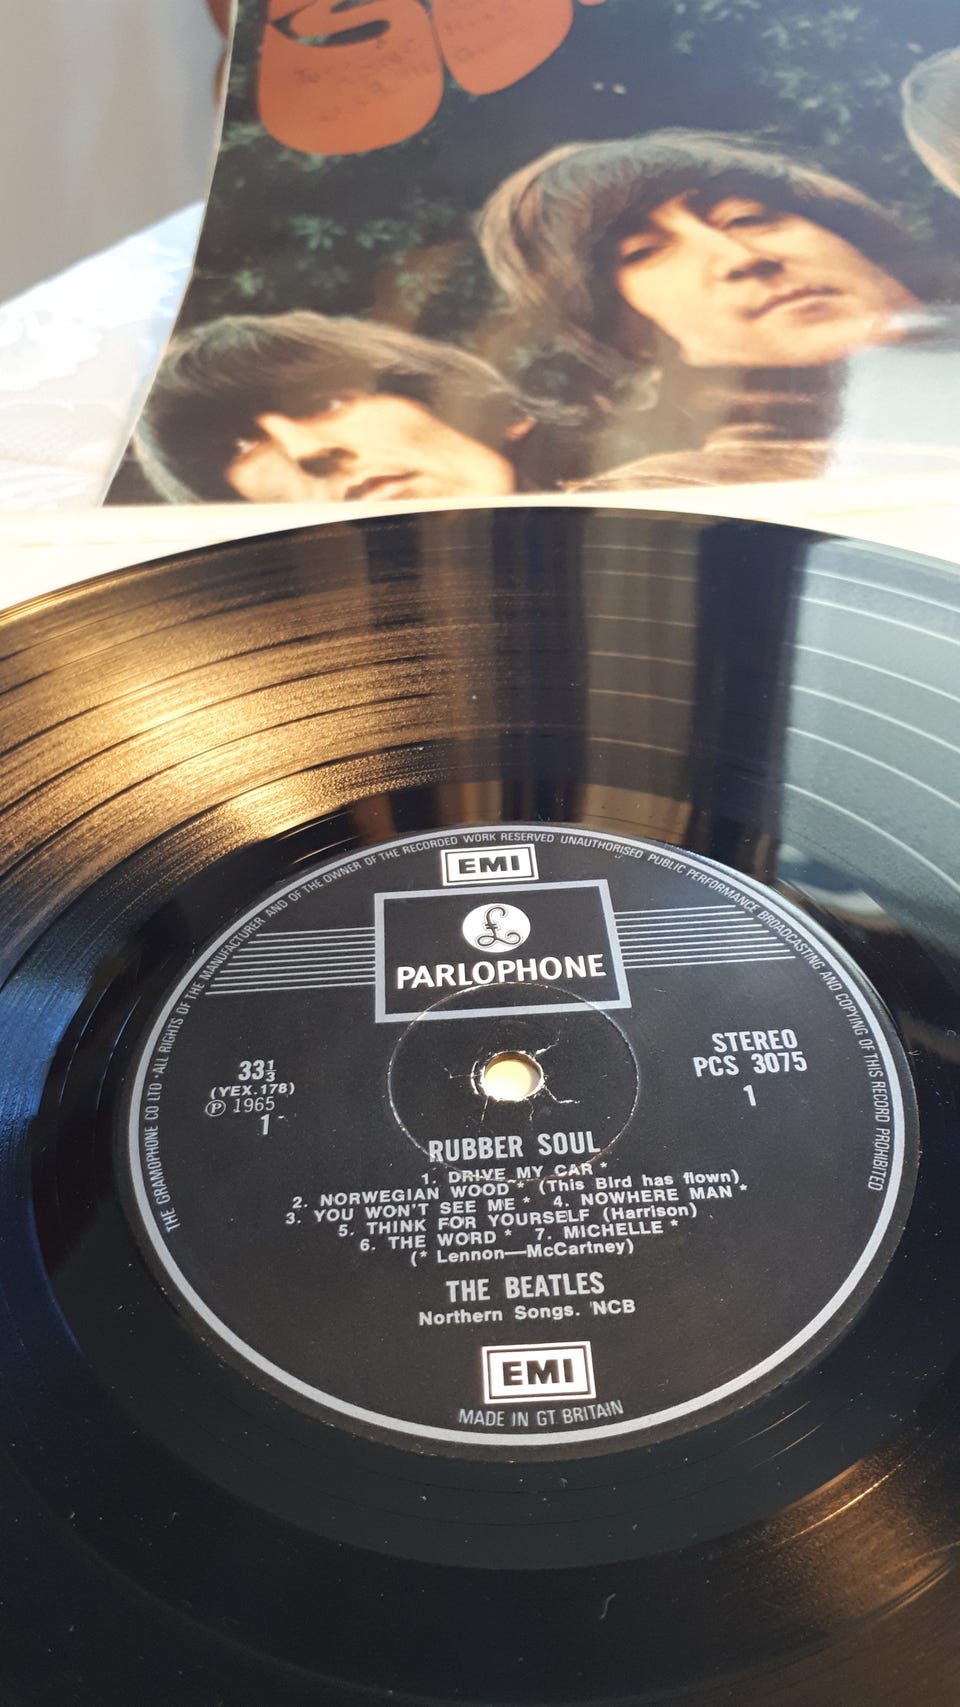 THE GRAMOPHONE CO LTD · ALL RIGHTS OF THE MANUFACTURER AND OF THE OWNER OF THE RECORDED WORK RESERVED UNAUTHORISED PUBLIC PERFORMANCE BROADCASTING AND COPYING OF THIS RECORD PROHIBITED
EMI
£
PARLOPHONE
33⅓
(YEX.178)
Ⓟ 1965
1
STEREO
PCS 3075
1
RUBBER SOUL
1. DRIVE MY CAR *
2. NORWEGIAN WOOD * (This Bird has flown)
3. YOU WON'T SEE ME * 4. NOWHERE MAN *
5. THINK FOR YOURSELF (Harrison)
6. THE WORD * 7. MICHELLE *
(* Lennon—McCartney)
THE BEATLES
Northern Songs. NCB
EMI
MADE IN GT. BRITAIN